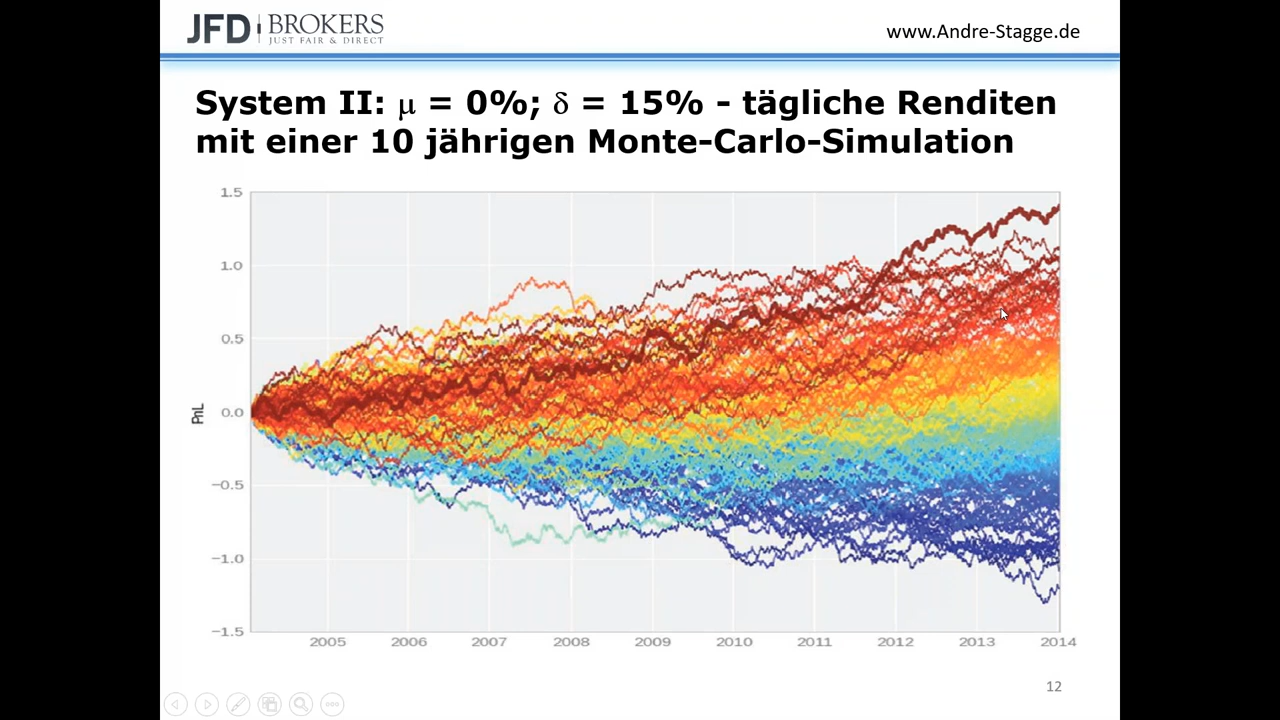 JFD BROKERS
JUST FAIR & DIRECT
www.Andre-Stagge.de
System II: μ = 0%; δ = 15% - tägliche Renditen
mit einer 10 jährigen Monte-Carlo-Simulation
PnL
1.5
1.0
0.5
0.0
−0.5
−1.0
−1.5
2005 2006 2007 2008 2009 2010 2011 2012 2013 2014
12